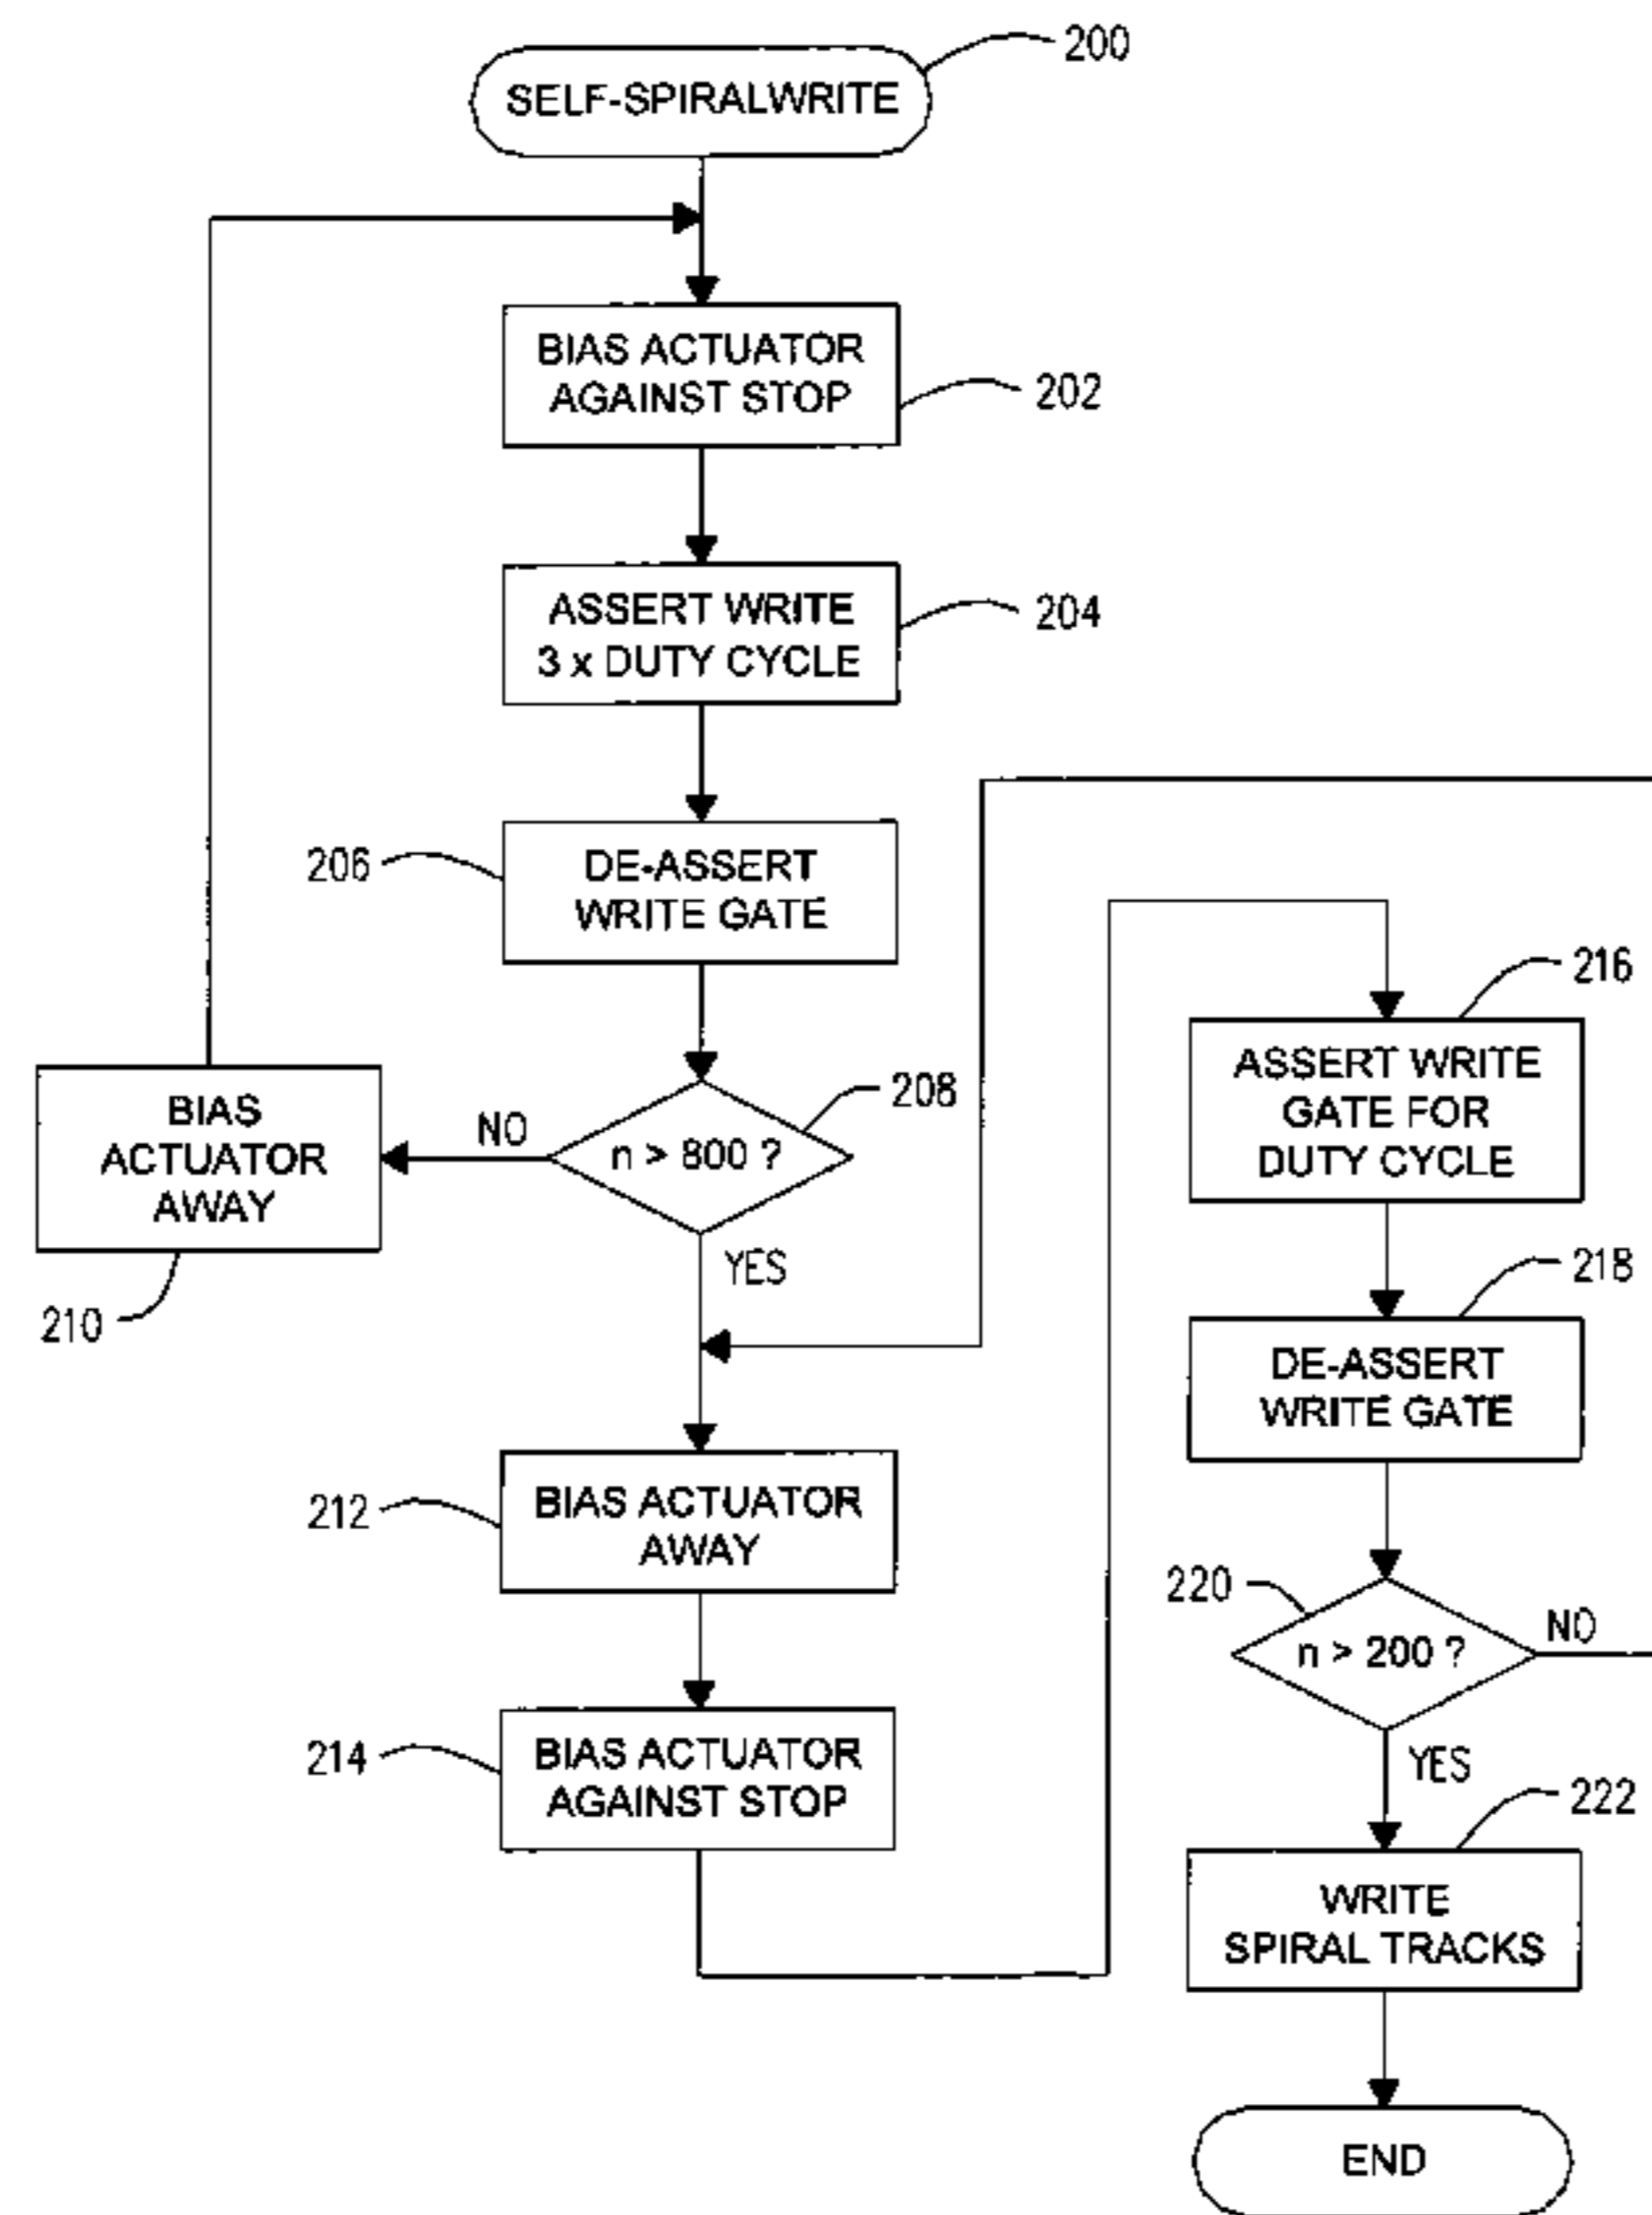 200
SELF-SPIRALWRITE
BIAS ACTUATOR
AGAINST STOP
202
ASSERT WRITE
3 x DUTY CYCLE
204
206
DE-ASSERT
WRITE GATE
208
n > 800 ?
NO
YES
BIAS
ACTUATOR
AWAY
210
212
BIAS ACTUATOR
AWAY
214
BIAS ACTUATOR
AGAINST STOP
216
ASSERT WRITE
GATE FOR
DUTY CYCLE
218
DE-ASSERT
WRITE GATE
220
n > 200 ?
NO
YES
222
WRITE
SPIRAL TRACKS
END